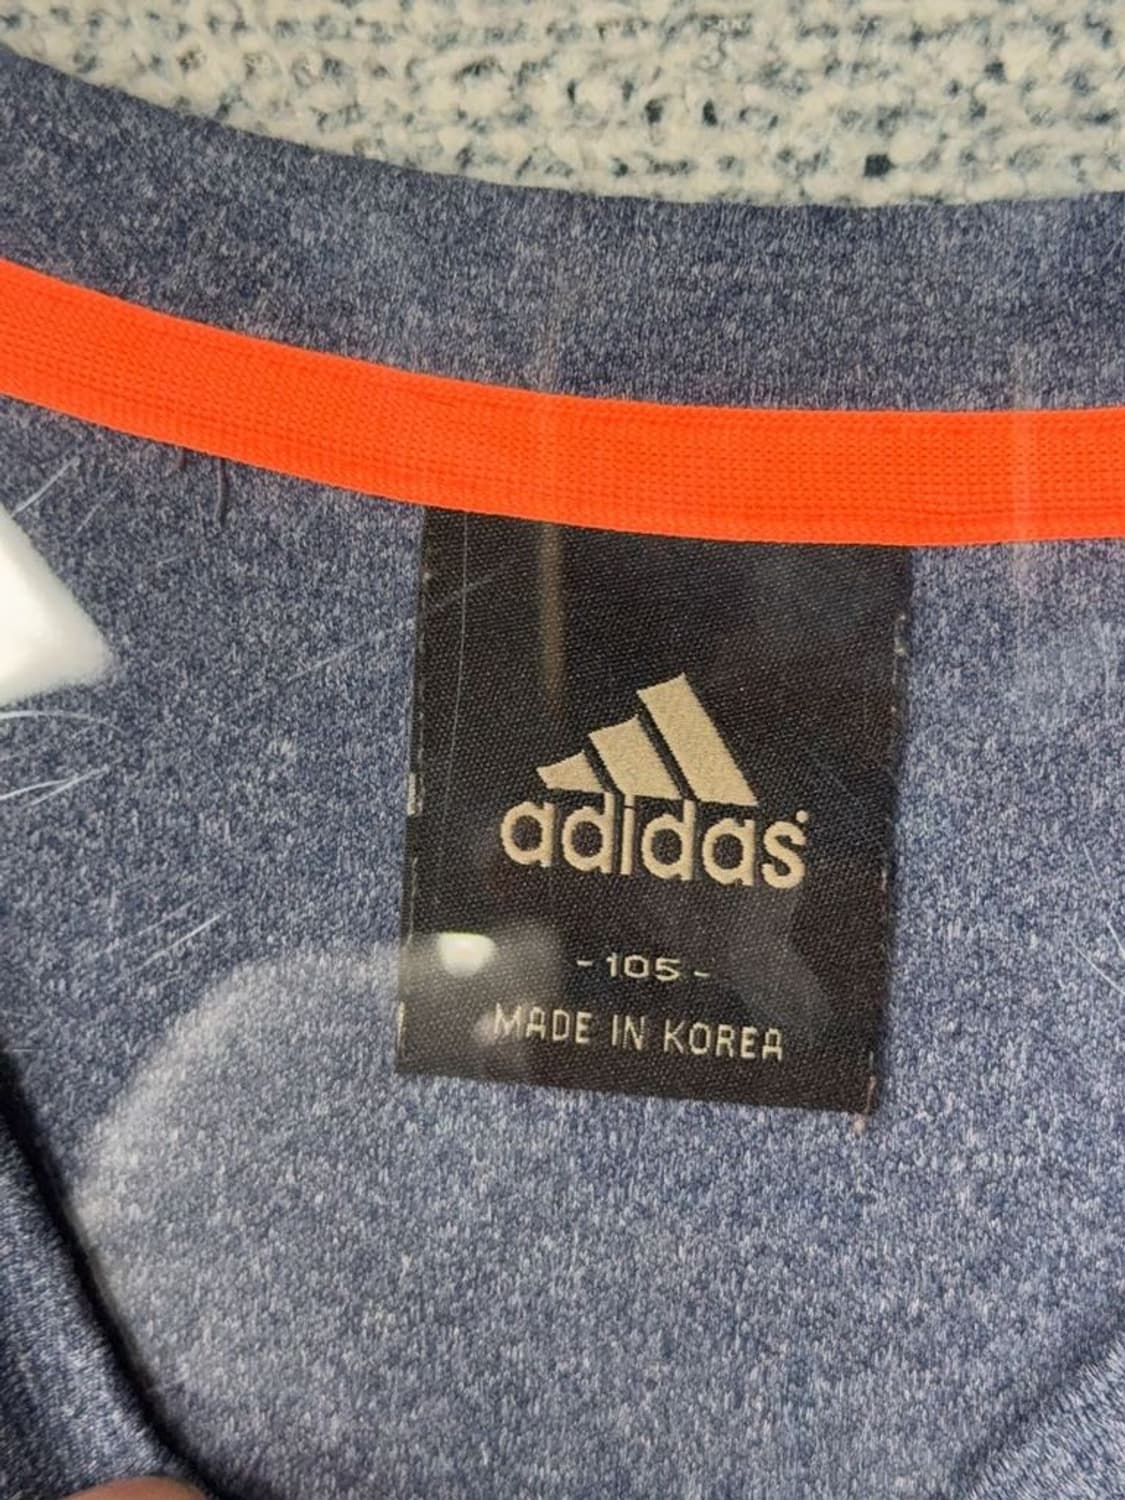 adidas
- 105 -
MADE IN KOREA